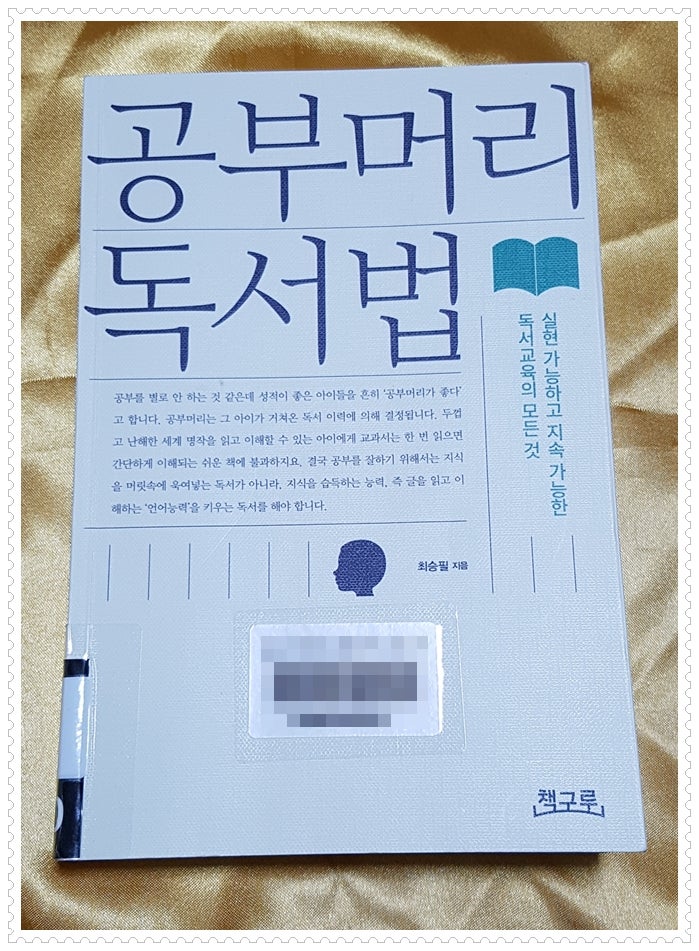 공부머리
독서법
실현 가능하고 지속 가능한
독서교육의 모든 것
공부를 별로 안 하는 것 같은데 성적이 좋은 아이들을 흔히 '공부머리가 좋다'
고 합니다. 공부머리는 그 아이가 거쳐온 독서 이력에 의해 결정됩니다. 두껍
고 난해한 세계 명작을 읽고 이해할 수 있는 아이에게 교과서는 한 번 읽으면
간단하게 이해되는 쉬운 책에 불과하지요. 결국 공부를 잘하기 위해서는 지식
을 머릿속에 욱여넣는 독서가 아니라, 지식을 습득하는 능력, 즉 글을 읽고 이
해하는 '언어능력'을 키우는 독서를 해야 합니다.
최승필 지음
책구루